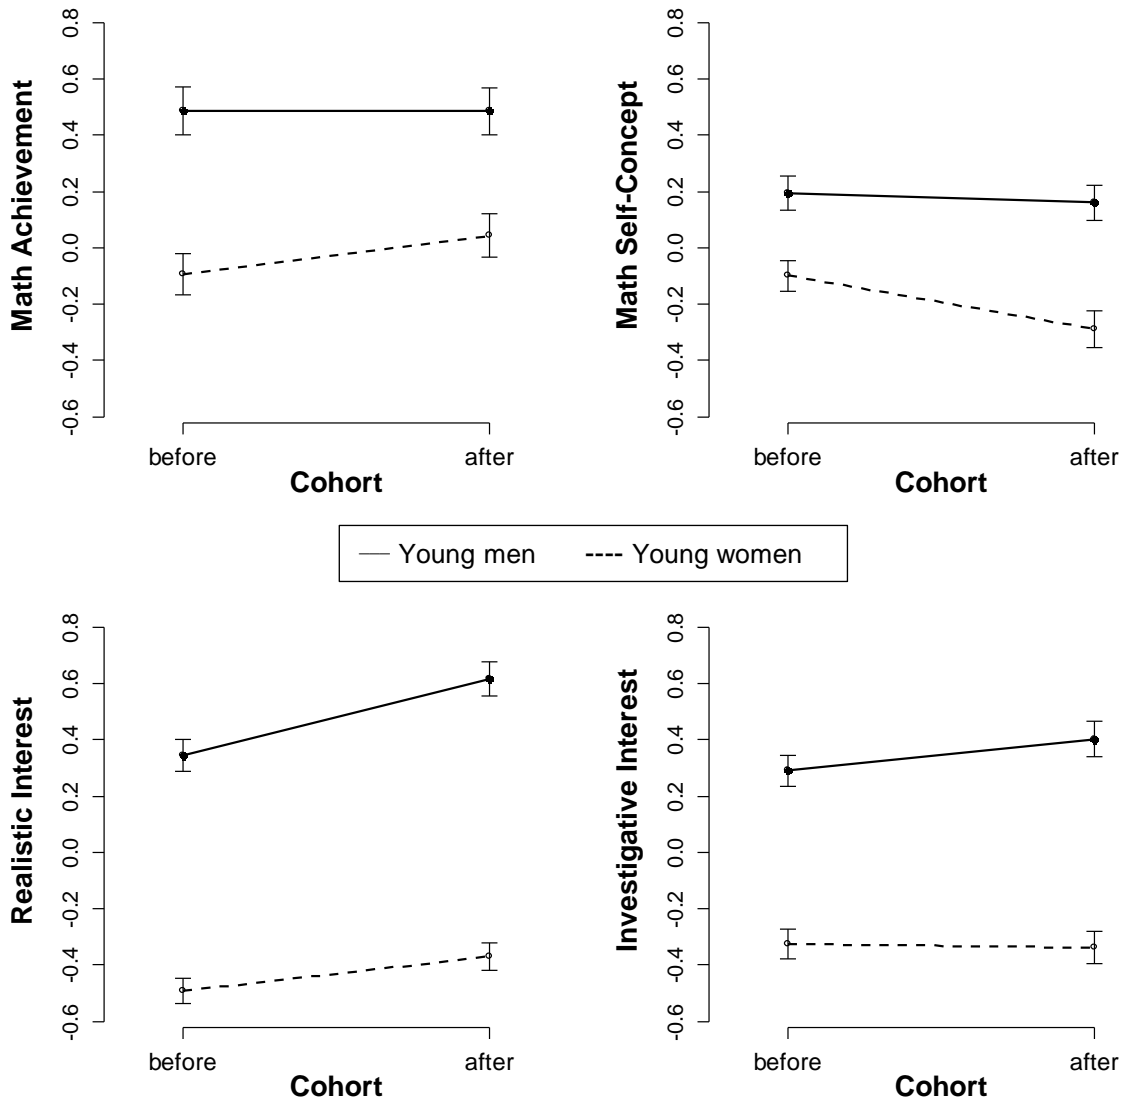 Math Achievement
0.8
0.6
0.4
0.2
0.0
-0.2
-0.4
-0.6
before after
Cohort
Math Self-Concept
0.8
0.6
0.4
0.2
0.0
-0.2
-0.4
-0.6
before after
Cohort
Young men Young women
Realistic Interest
0.8
0.6
0.4
0.2
0.0
-0.2
-0.4
-0.6
before after
Cohort
Investigative Interest
0.8
0.6
0.4
0.2
0.0
-0.2
-0.4
-0.6
before after
Cohort